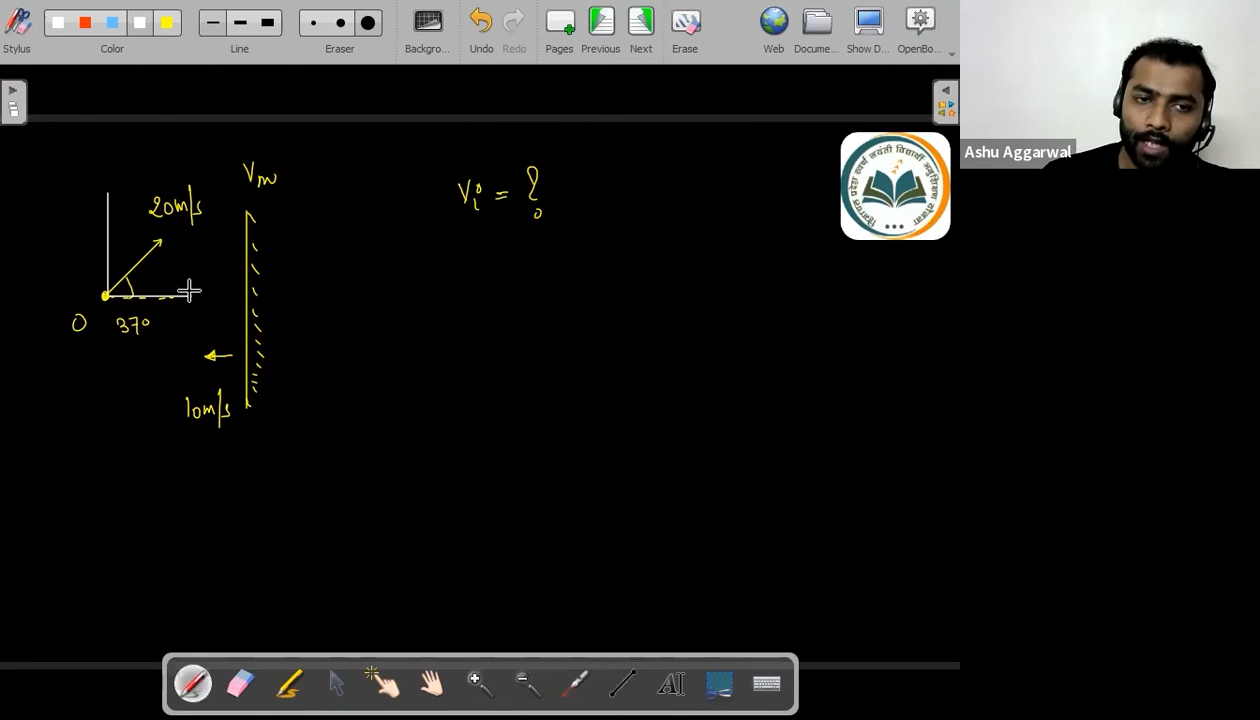 Stylus
Color
Line
Eraser
Backgro...
Undo
Redo
Pages
Previous
Next
Erase
Web
Docume...
Show D...
OpenBo...
Ashu Aggarwal
Vm
20m/s
Vi = ?
O
37°
10m/s